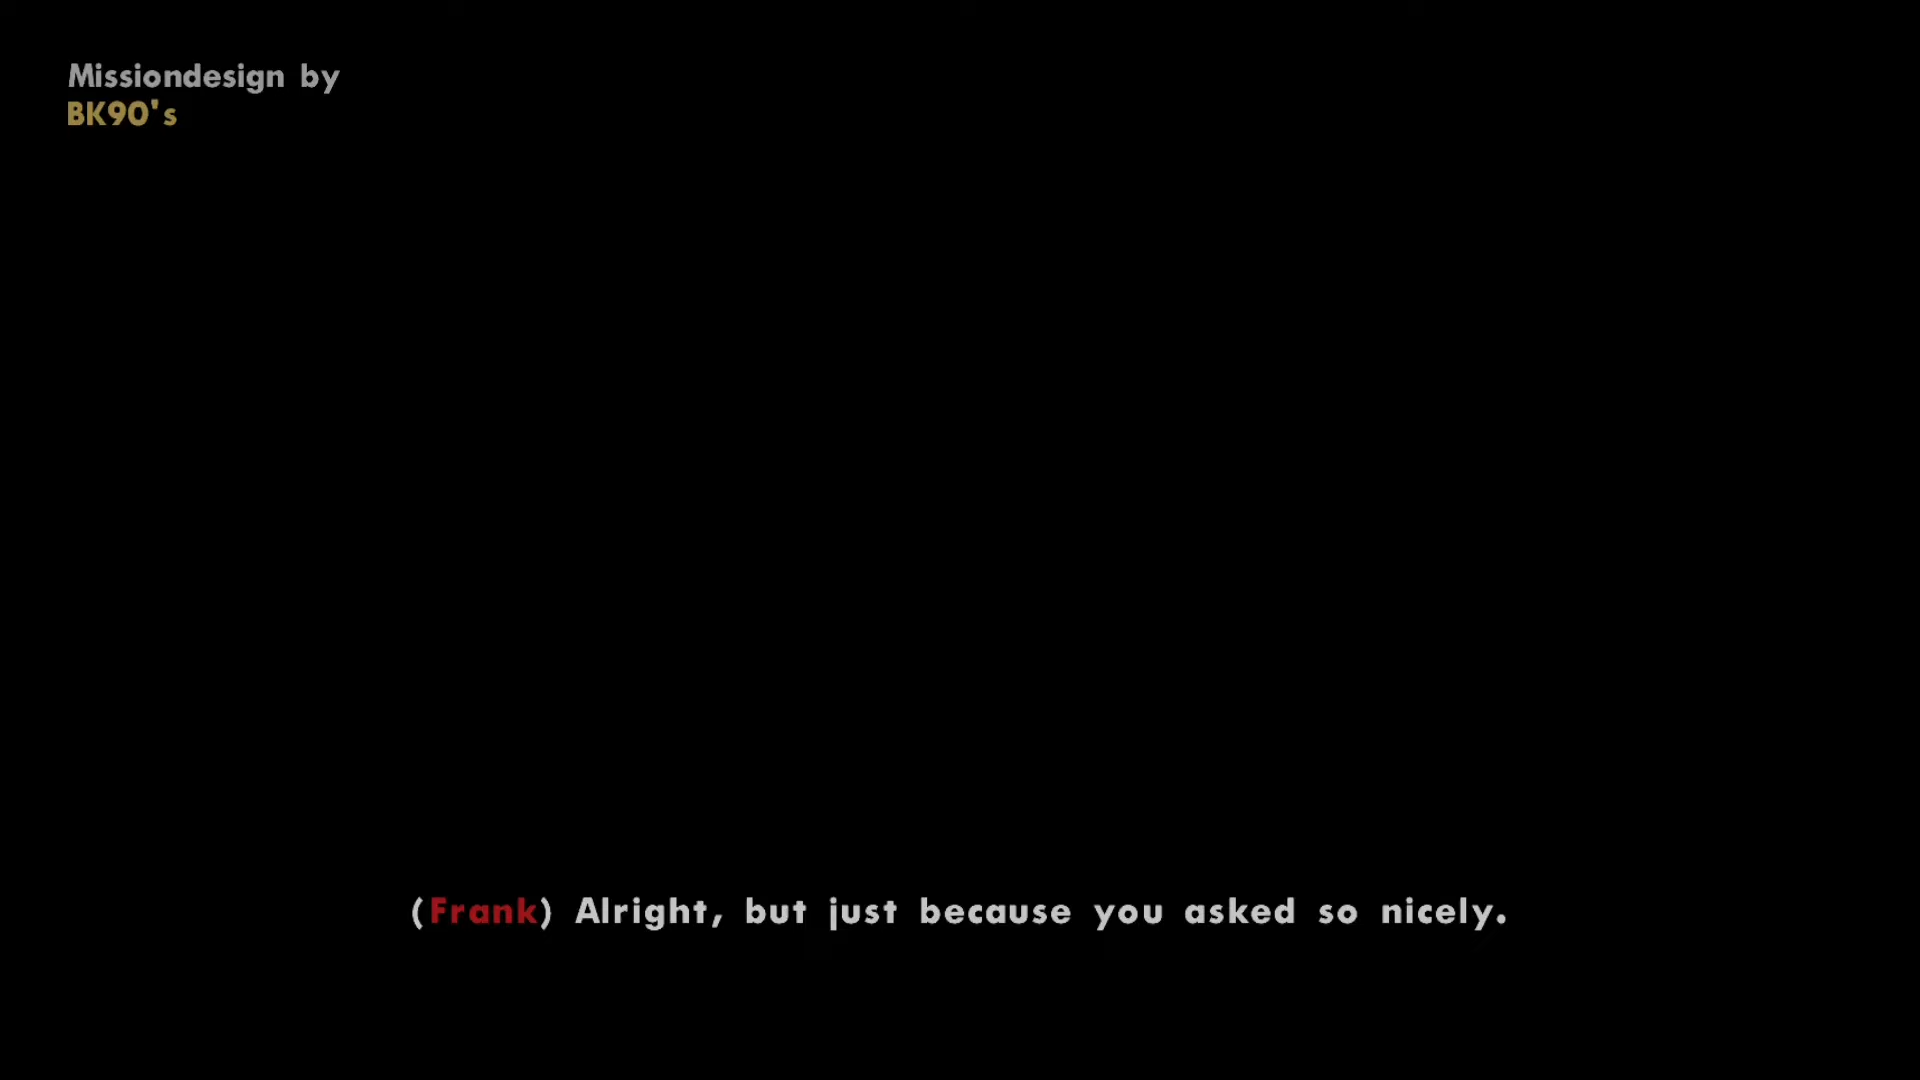 Missiondesign by
BK90's
(Frank) Alright, but just because you asked so nicely.